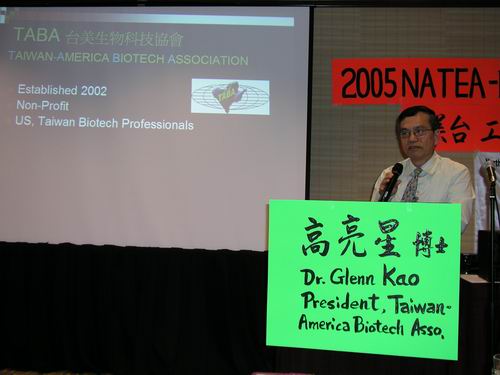 TABA 台美生物科技協會
TAIWAN-AMERICA BIOTECH ASSOCIATION
Established 2002
Non-Profit
US, Taiwan Biotech Professionals
TABA
2005 NATEA-
台 工
高亮星 博士
Dr. Glenn Kao
President, Taiwan-
America Biotech Asso.